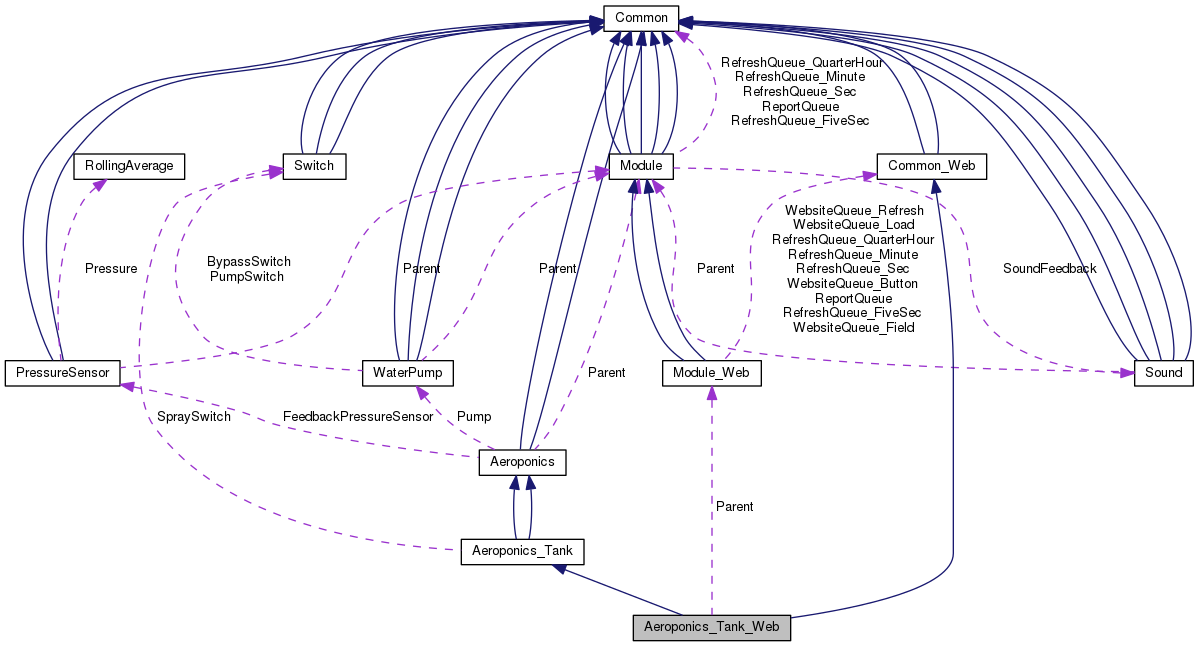 Common
RefreshQueue_QuarterHour
RefreshQueue_Minute
RefreshQueue_Sec
ReportQueue
RefreshQueue_FiveSec
RollingAverage
Switch
Module
Common_Web
Pressure
BypassSwitch
PumpSwitch
Parent
Parent
Parent
WebsiteQueue_Refresh
WebsiteQueue_Load
RefreshQueue_QuarterHour
RefreshQueue_Minute
RefreshQueue_Sec
WebsiteQueue_Button
ReportQueue
RefreshQueue_FiveSec
WebsiteQueue_Field
SoundFeedback
PressureSensor
WaterPump
Parent
Module_Web
Sound
SpraySwitch
FeedbackPressureSensor
Pump
Aeroponics
Parent
Aeroponics_Tank
Aeroponics_Tank_Web